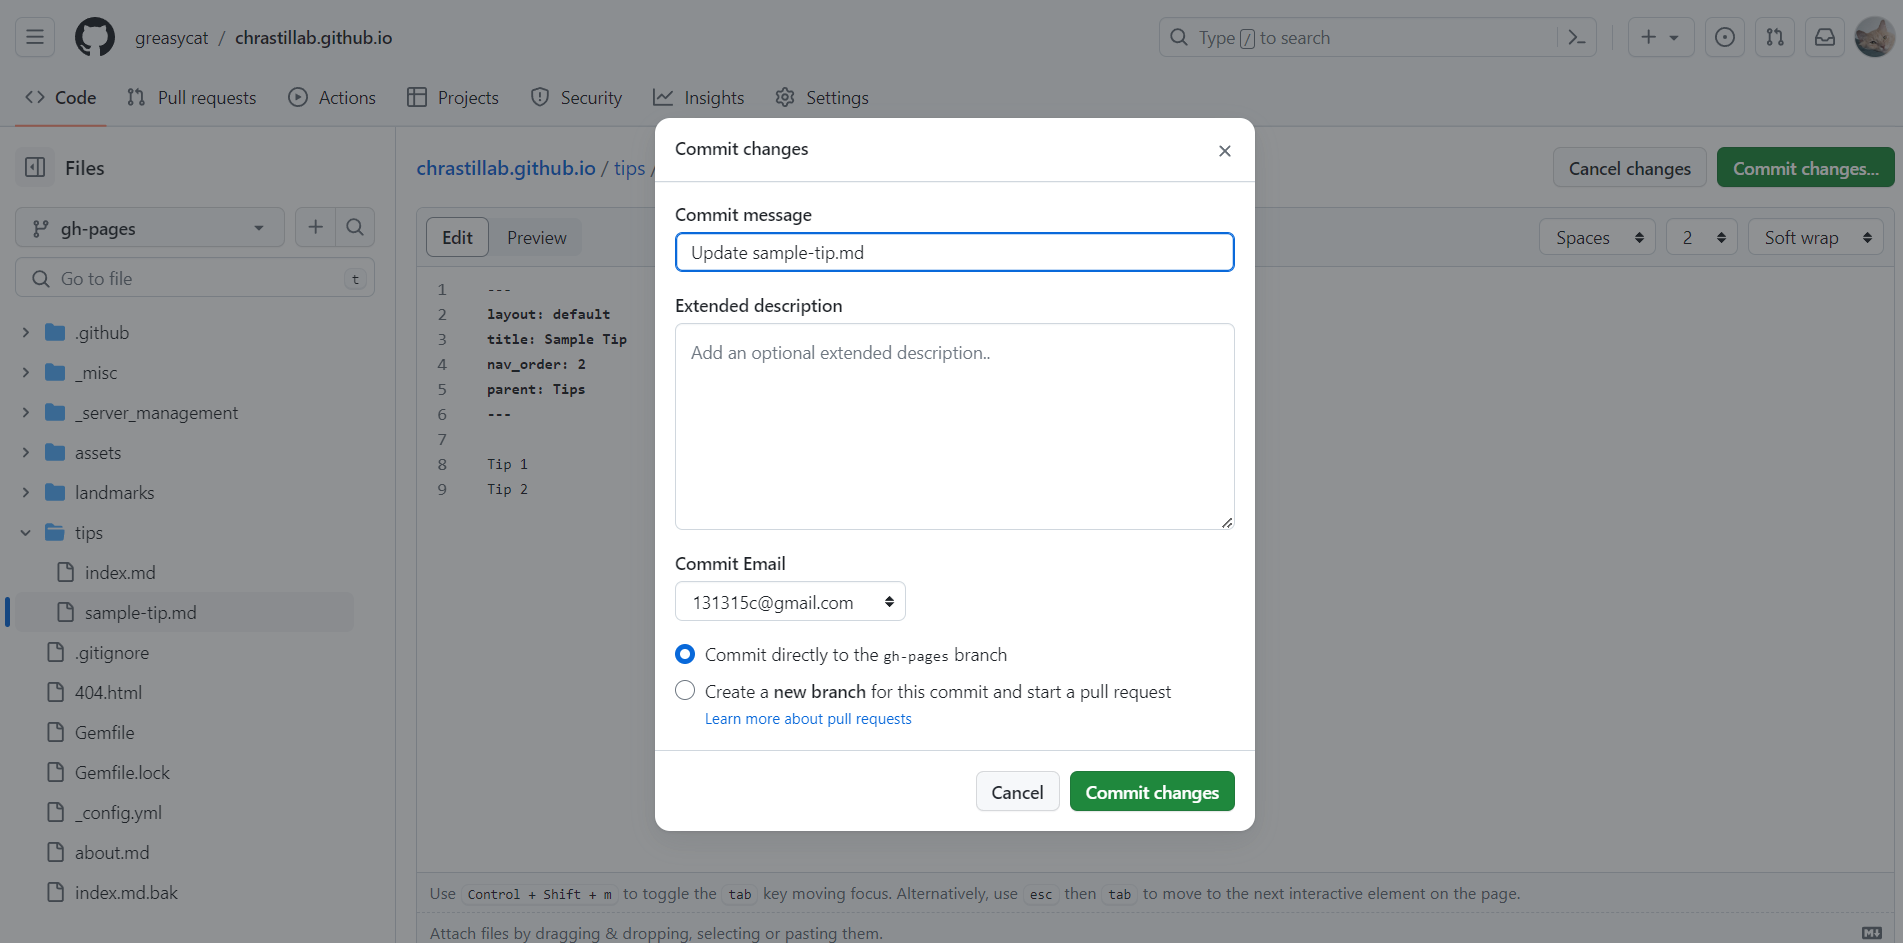 greasycat / chrastillab.github.io
Type / to search
Code
Pull requests
Actions
Projects
Security
Insights
Settings
Files
gh-pages
Go to file
t
.github
_misc
_server_management
assets
landmarks
tips
index.md
sample-tip.md
.gitignore
404.html
Gemfile
Gemfile.lock
_config.yml
about.md
index.md.bak
chrastillab.github.io / tips /
Cancel changes
Commit changes...
Edit
Preview
Spaces
2
Soft wrap
1 ---
2 layout: default
3 title: Sample Tip
4 nav_order: 2
5 parent: Tips
6 ---
7
8 Tip 1
9 Tip 2
Commit changes
Commit message
Update sample-tip.md
Extended description
Add an optional extended description..
Commit Email
131315c@gmail.com
Commit directly to the gh-pages branch
Create a new branch for this commit and start a pull request
Learn more about pull requests
Cancel
Commit changes
Use Control + Shift + m to toggle the tab key moving focus. Alternatively, use esc then tab to move to the next interactive element on the page.
Attach files by dragging & dropping, selecting or pasting them.